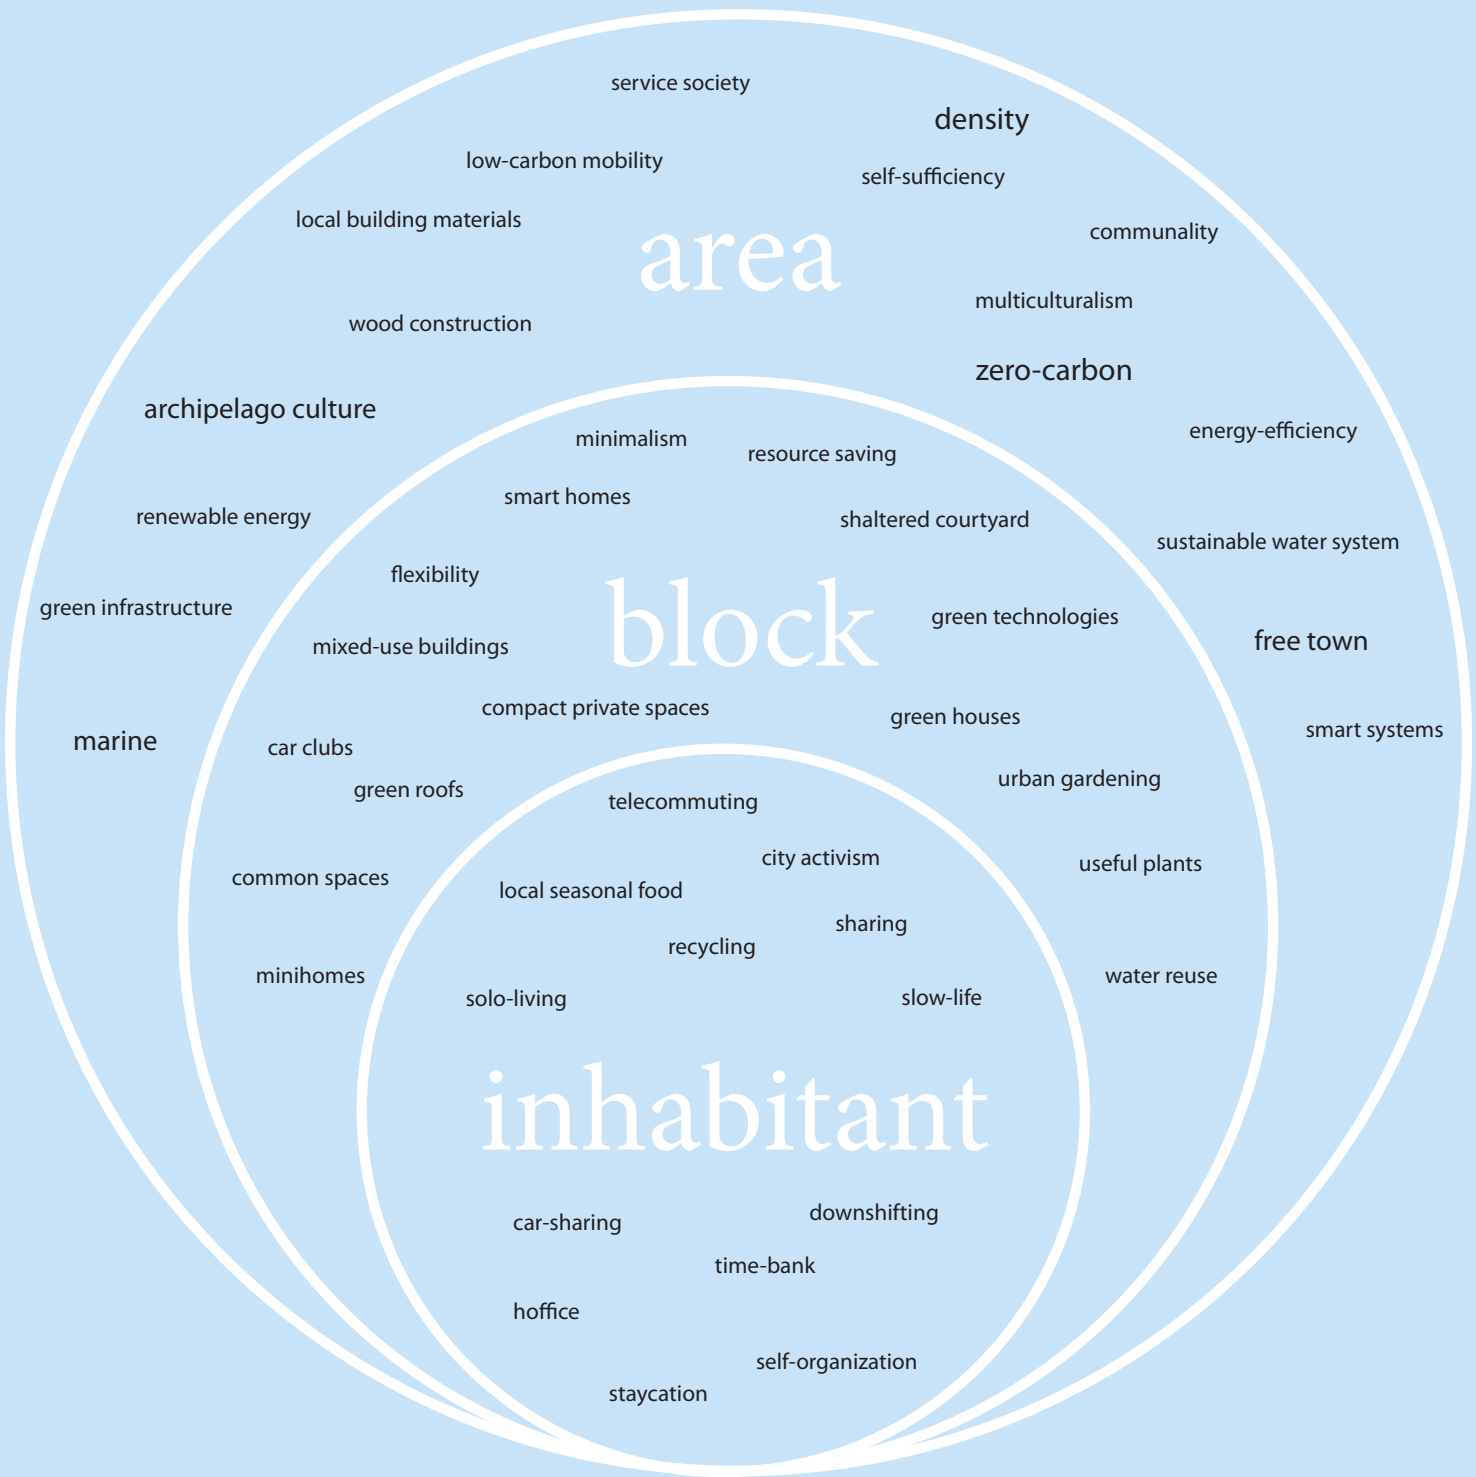 service society
density
low-carbon mobility
self-sufficiency
local building materials
communality
area
multiculturalism
wood construction
zero-carbon
archipelago culture
energy-efficiency
minimalism
resource saving
smart homes
renewable energy
shaltered courtyard
sustainable water system
flexibility
green infrastructure
block
green technologies
mixed-use buildings
free town
compact private spaces
green houses
smart systems
marine
car clubs
urban gardening
green roofs
telecommuting
city activism
useful plants
common spaces
local seasonal food
sharing
recycling
minihomes
water reuse
solo-living
slow-life
inhabitant
downshifting
car-sharing
time-bank
hoffice
self-organization
staycation